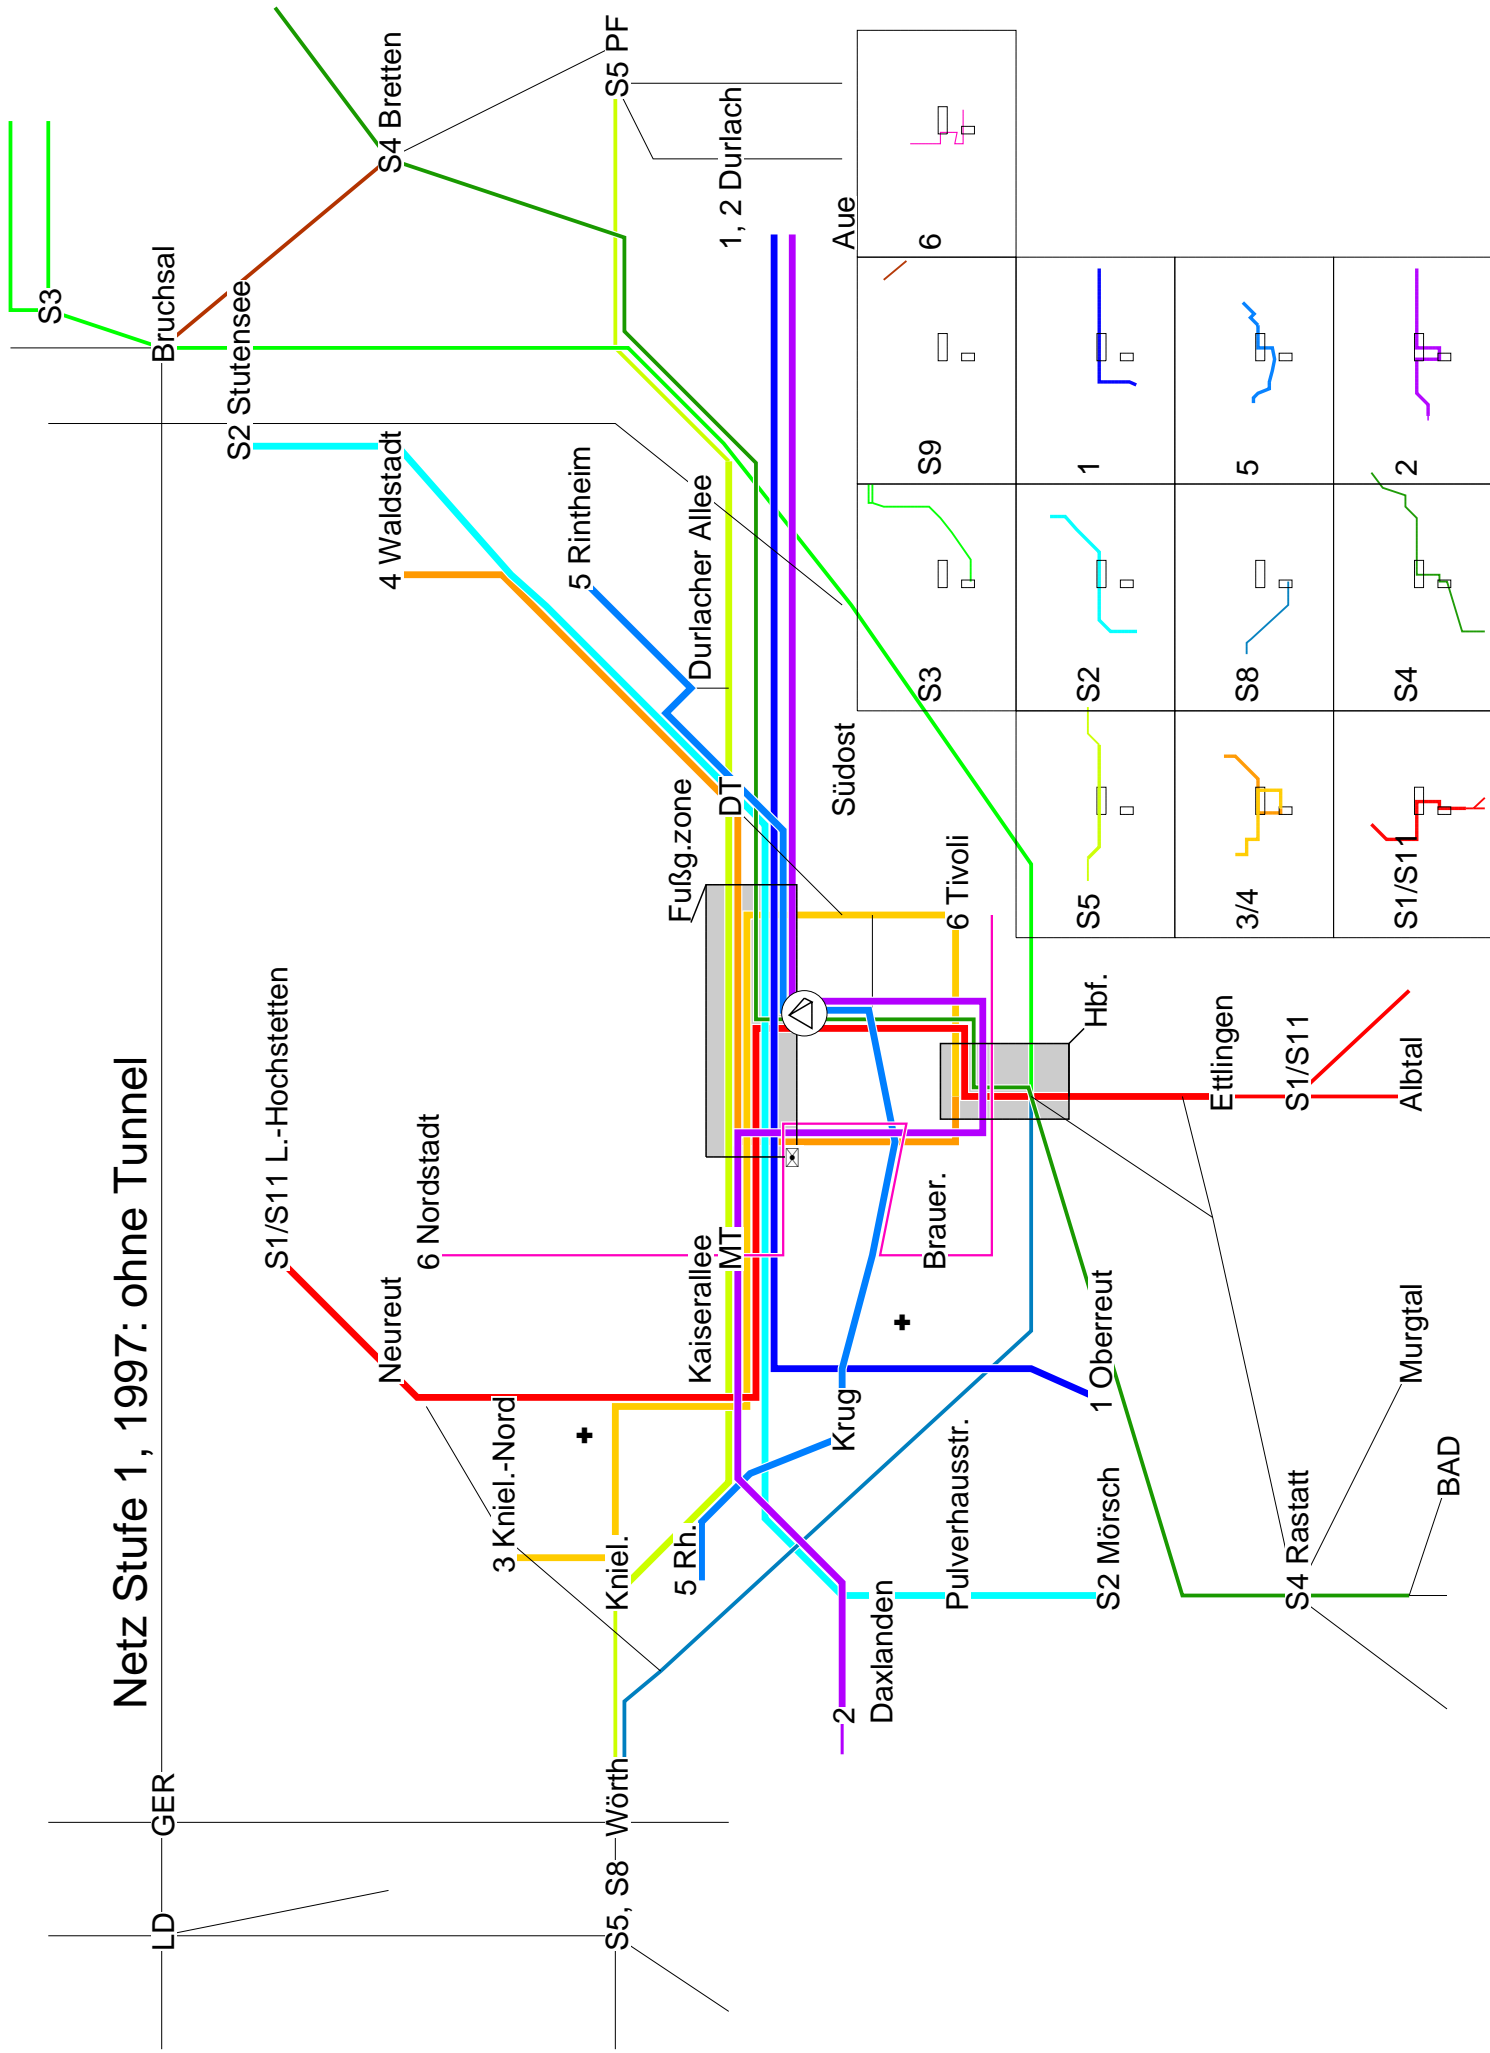 Netz Stufe 1, 1997: ohne Tunnel
LD
GER
Bruchsal
S3
S2 Stutensee
S1/S11 L.-Hochstetten
Neureut
6 Nordstadt
4 Waldstadt
S4 Bretten
3 Kniel.-Nord
5 Rintheim
S5, S8
Wörth
Kniel.
S5 PF
5 Rh.
Kaiserallee
Fußg.zone
Durlacher Allee
MT
DT
1, 2 Durlach
2
Krug
Südost
Aue
Daxlanden
Pulverhausstr.
Brauer.
6 Tivoli
S2 Mörsch
1 Oberreut
Hbf.
Ettlingen
S4 Rastatt
S1/S11
Murgtal
Albtal
BAD
S3
S9
6
S5
S2
1
3/4
S8
5
S1/S11
S4
2